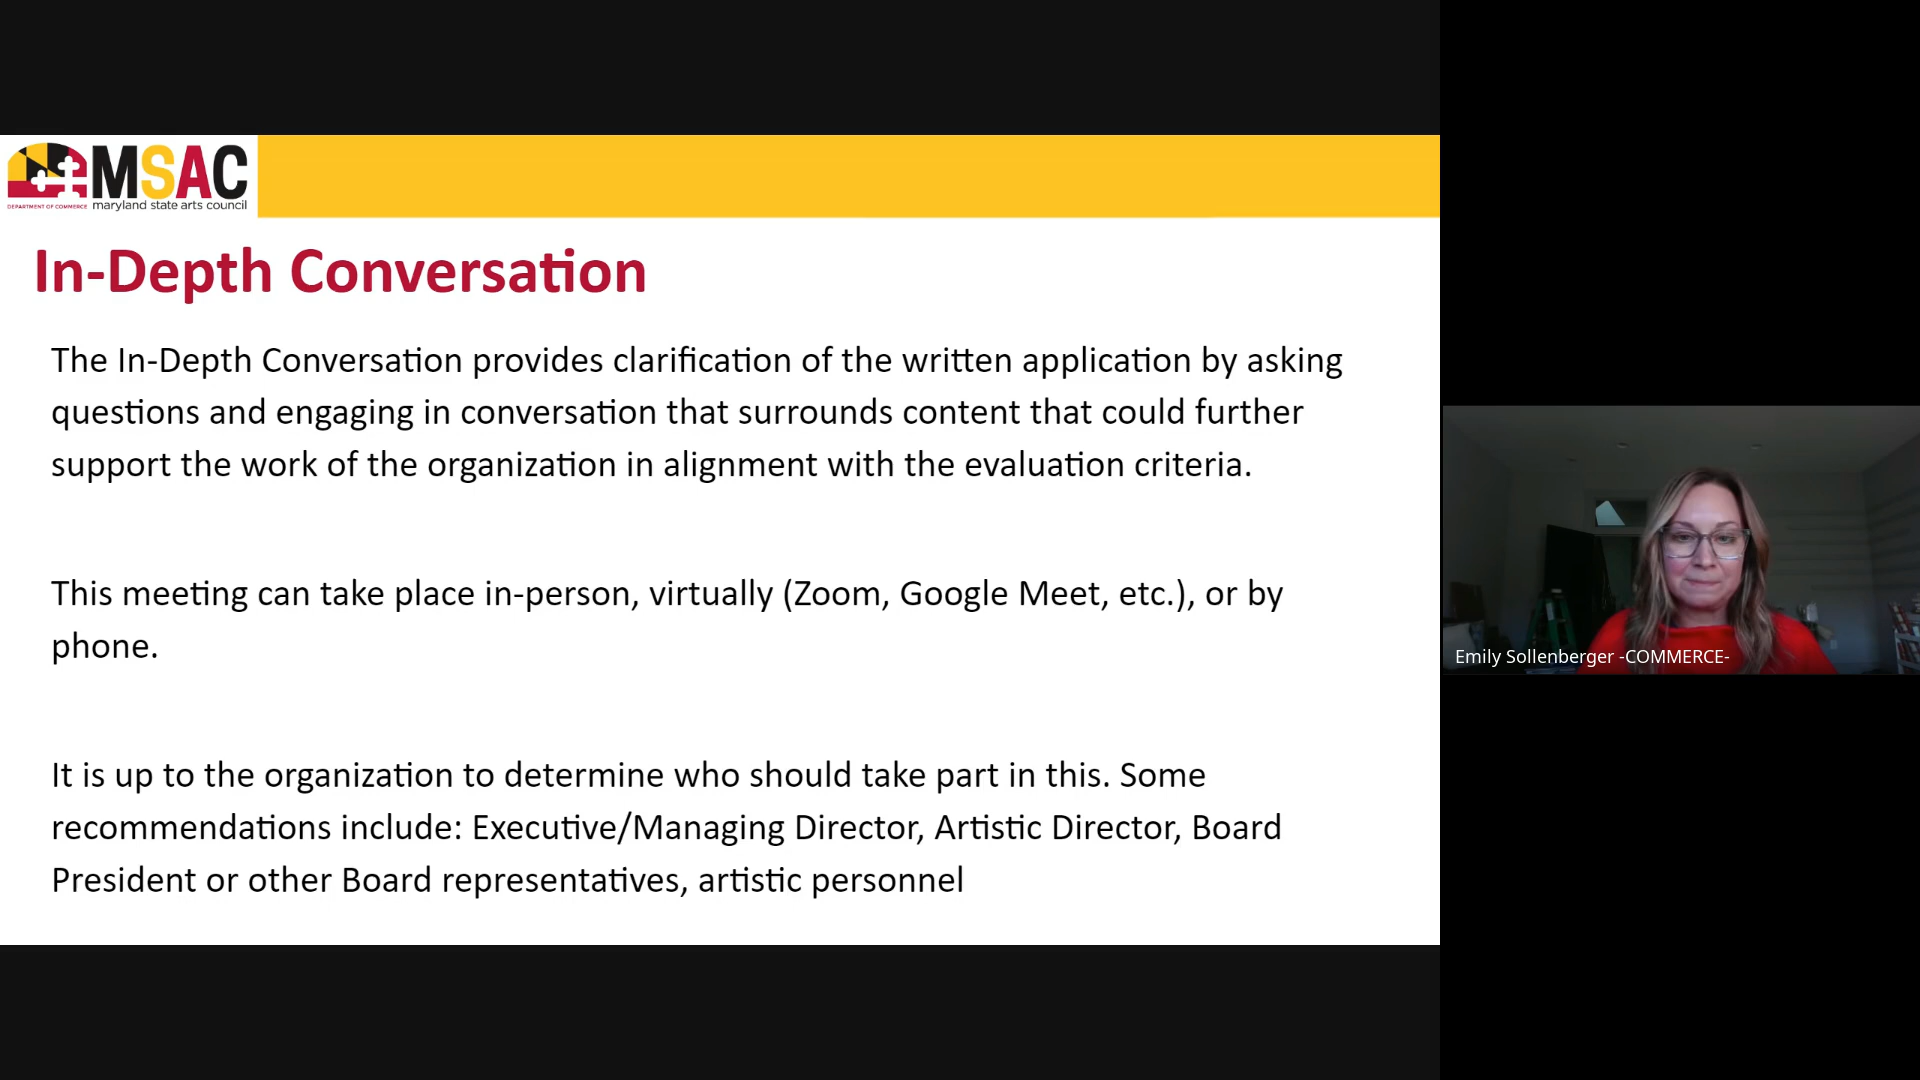 MSAC
DEPARTMENT OF COMMERCE maryland state arts council
In-Depth Conversation
The In-Depth Conversation provides clarification of the written application by asking
questions and engaging in conversation that surrounds content that could further
support the work of the organization in alignment with the evaluation criteria.
This meeting can take place in-person, virtually (Zoom, Google Meet, etc.), or by
phone.
It is up to the organization to determine who should take part in this. Some
recommendations include: Executive/Managing Director, Artistic Director, Board
President or other Board representatives, artistic personnel
Emily Sollenberger -COMMERCE-